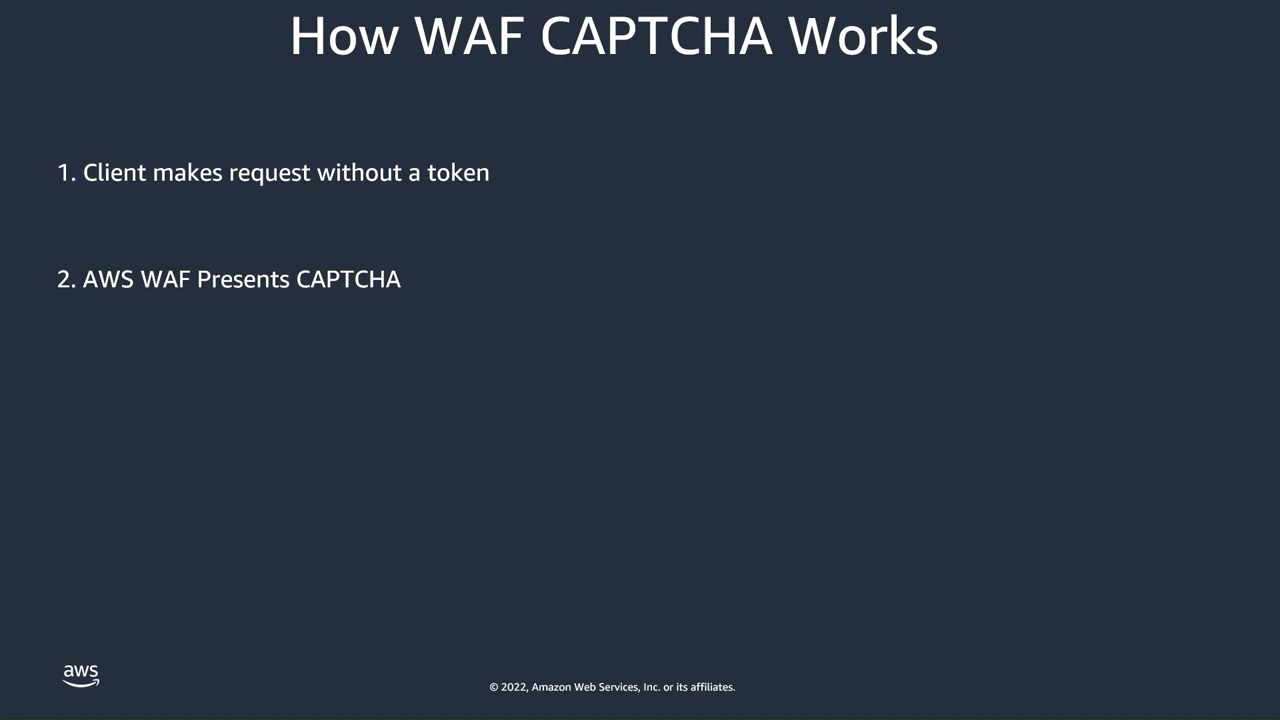 How WAF CAPTCHA Works
1. Client makes request without a token
2. AWS WAF Presents CAPTCHA
aws
© 2022, Amazon Web Services, Inc. or its affiliates.